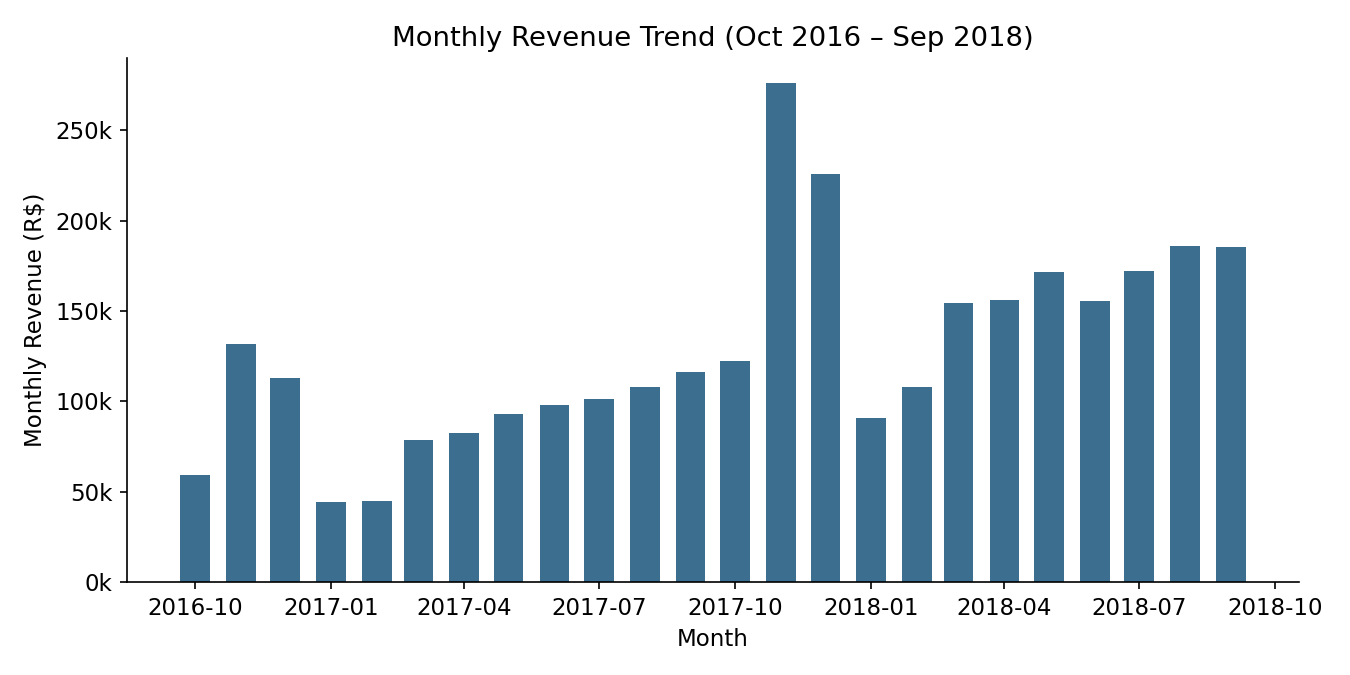 Monthly Revenue Trend (Oct 2016 – Sep 2018)
Monthly Revenue (R$)
250k
200k
150k
100k
50k
0k
2016-10 2017-01 2017-04 2017-07 2017-10 2018-01 2018-04 2018-07 2018-10
Month